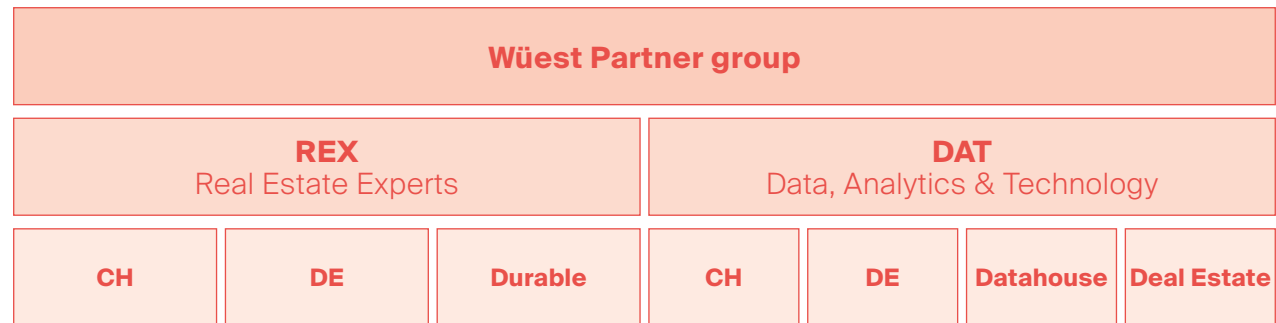 Wüest Partner group
REX
Real Estate Experts
DAT
Data, Analytics & Technology
CH
DE
Durable
CH
DE
Datahouse
Deal Estate